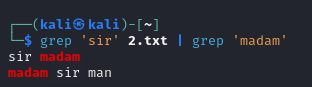 ┌──(kali㉿kali)-[~]
└─$ grep 'sir' 2.txt | grep 'madam'
sir madam
madam sir man